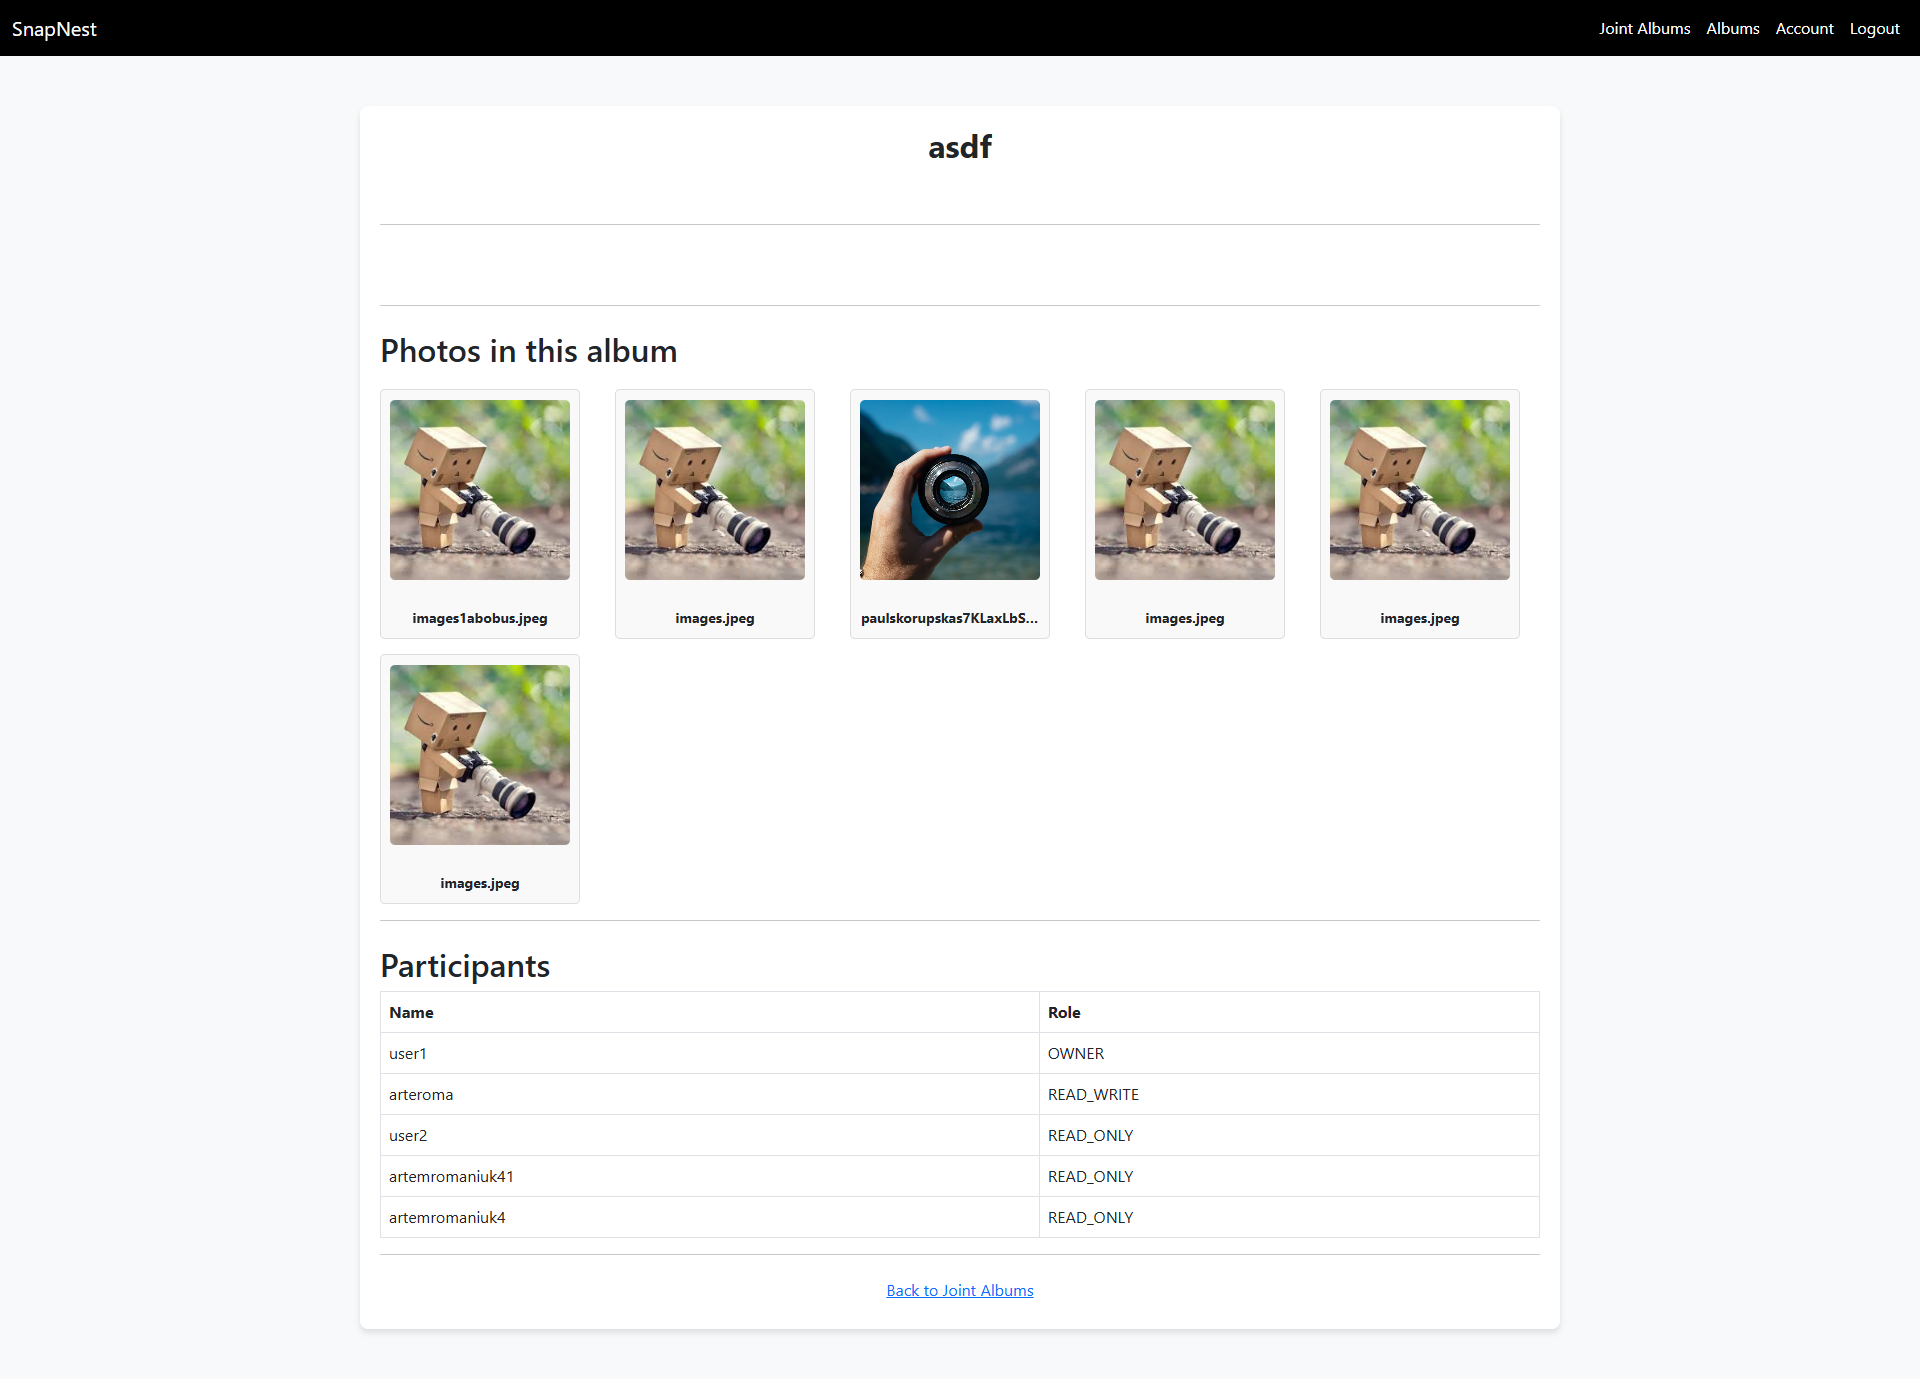 SnapNest
Joint Albums Albums Account Logout
asdf
Photos in this album
images1abobus.jpeg
images.jpeg
paulskorupskas7KLaxLbS...
images.jpeg
images.jpeg
images.jpeg
Participants
Name Role
user1 OWNER
arteroma READ_WRITE
user2 READ_ONLY
artemromaniuk41 READ_ONLY
artemromaniuk4 READ_ONLY
Back to Joint Albums